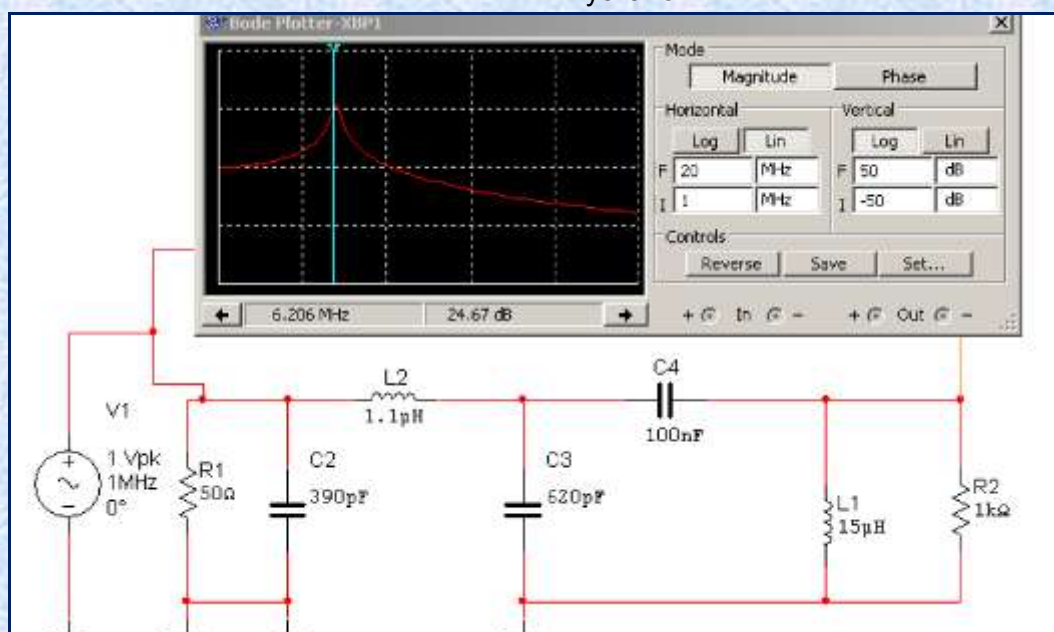 Bode Plotter-XBP1
Mode
Magnitude Phase
Horizontal Vertical
Log Lin Log Lin
F 20 MHz F 50 dB
I 1 MHz I -50 dB
Controls
Reverse Save Set...
6.206 MHz 24.67 dB
+ In - + Out -
V1
1 Vpk
1MHz
0°
R1
50Ω
C2
390pF
L2
1.1µH
C3
620pF
C4
100nF
L1
15µH
R2
1kΩ